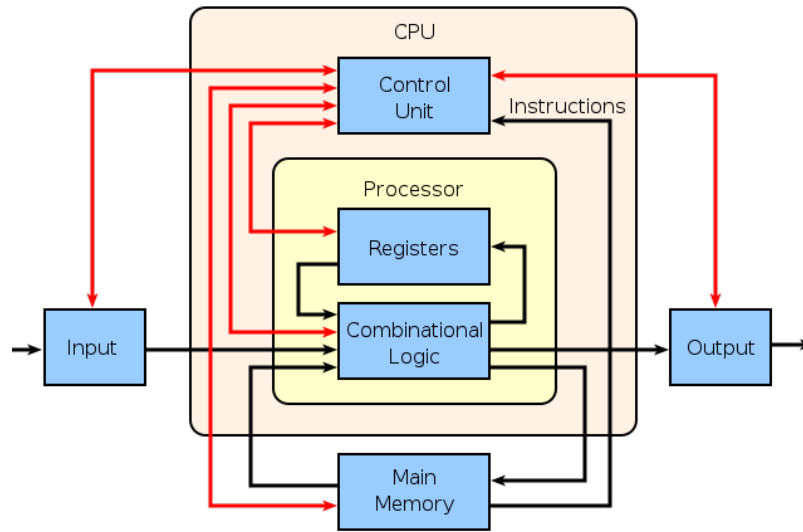 CPU
Control
Unit
Instructions
Processor
Registers
Combinational
Logic
Input
Output
Main
Memory